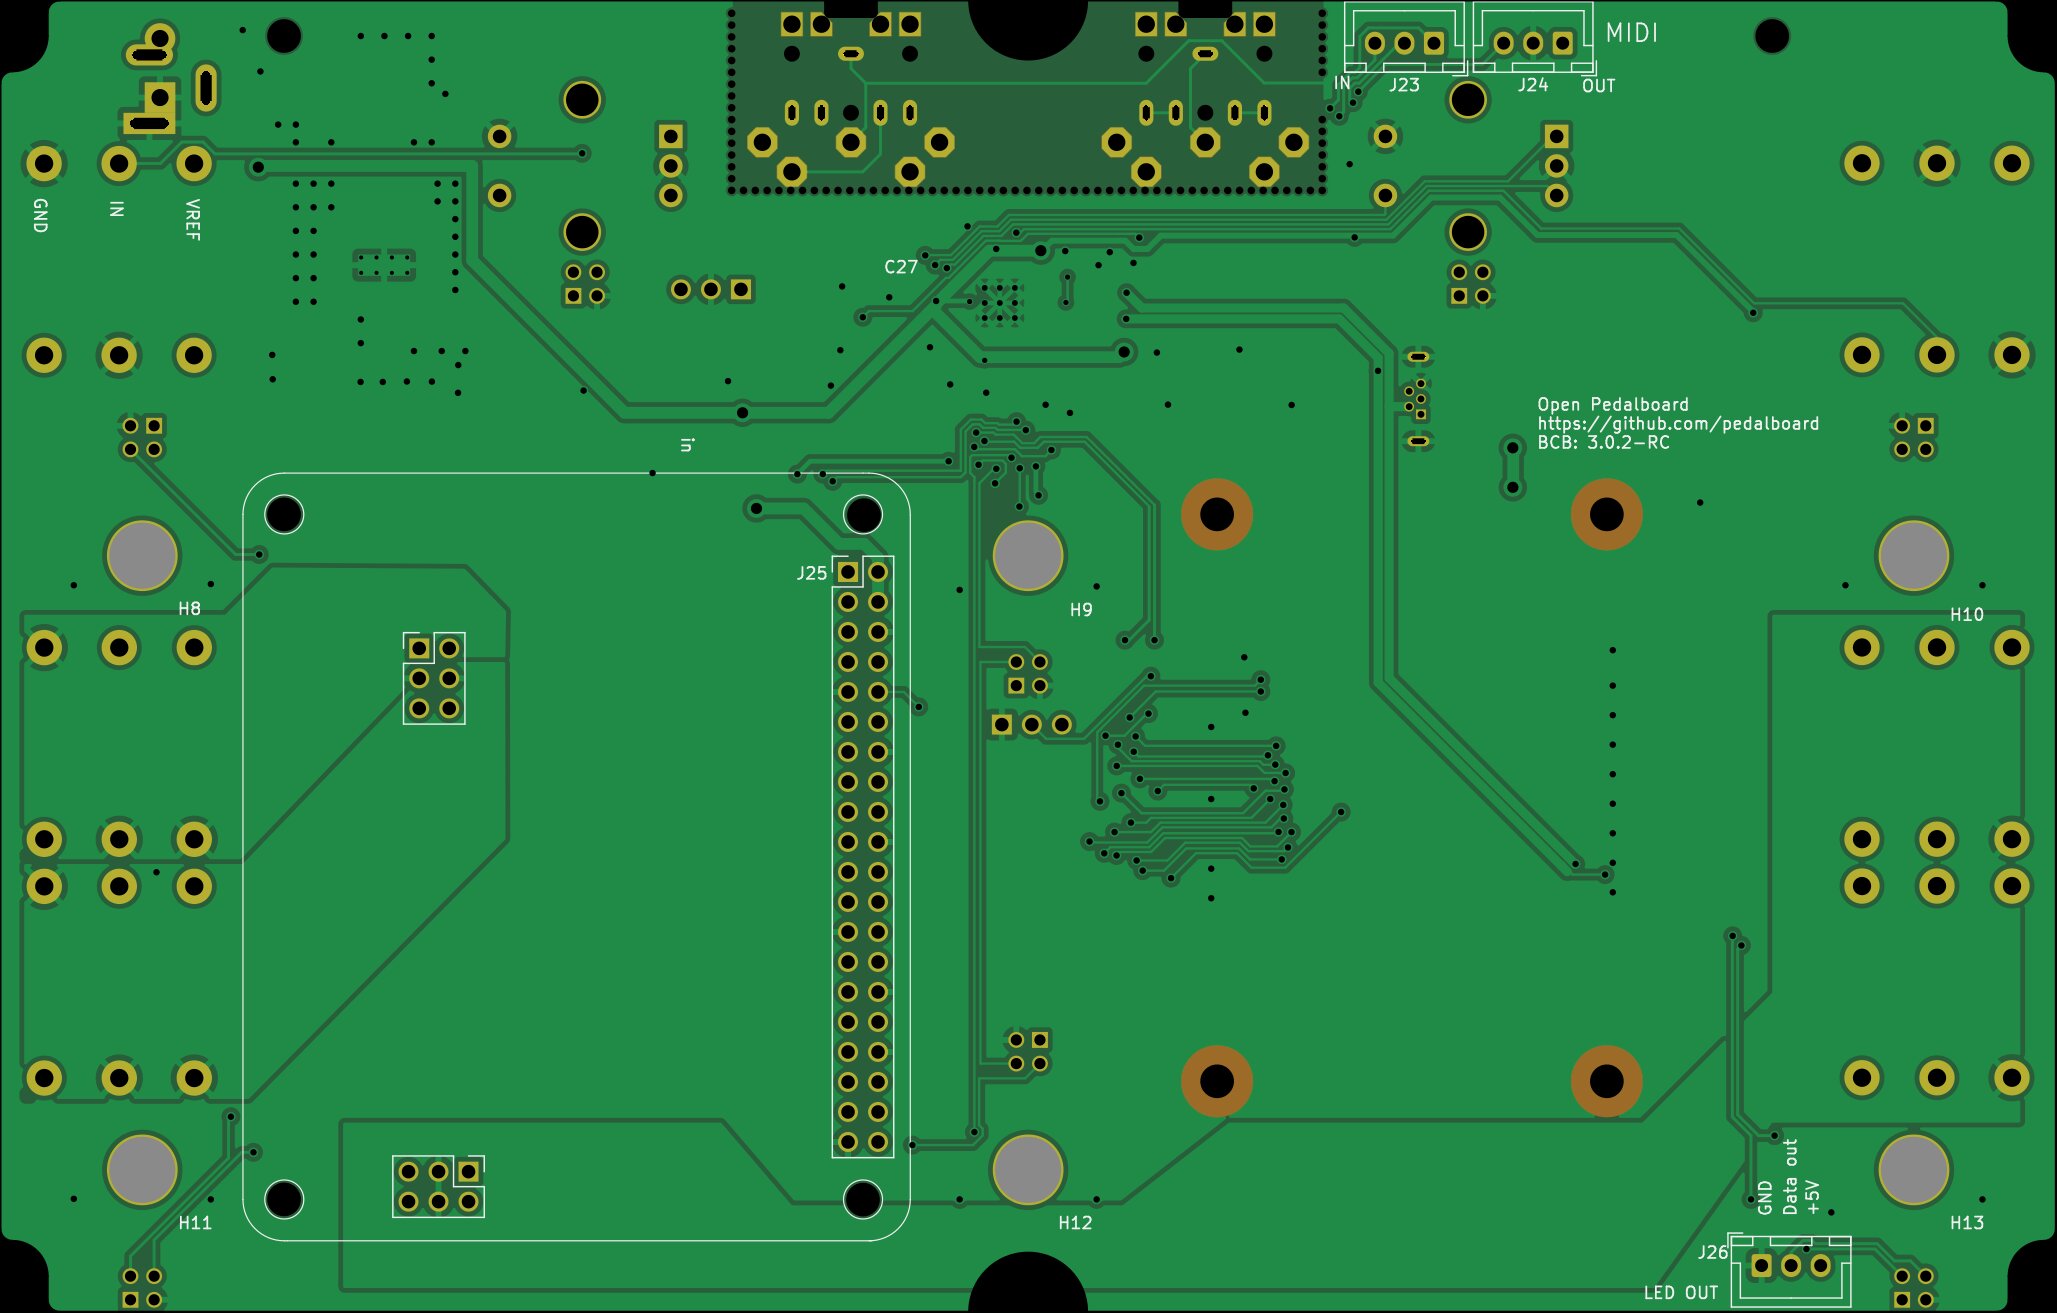 MIDI
IN
J23
J24
OUT
GND
IN
VREF
C27
Open Pedalboard
https://github.com/pedalboard
BCB: 3.0.2-RC
in
J25
H8
H9
H10
GND
Data out
+5V
H11
H12
H13
J26
LED OUT